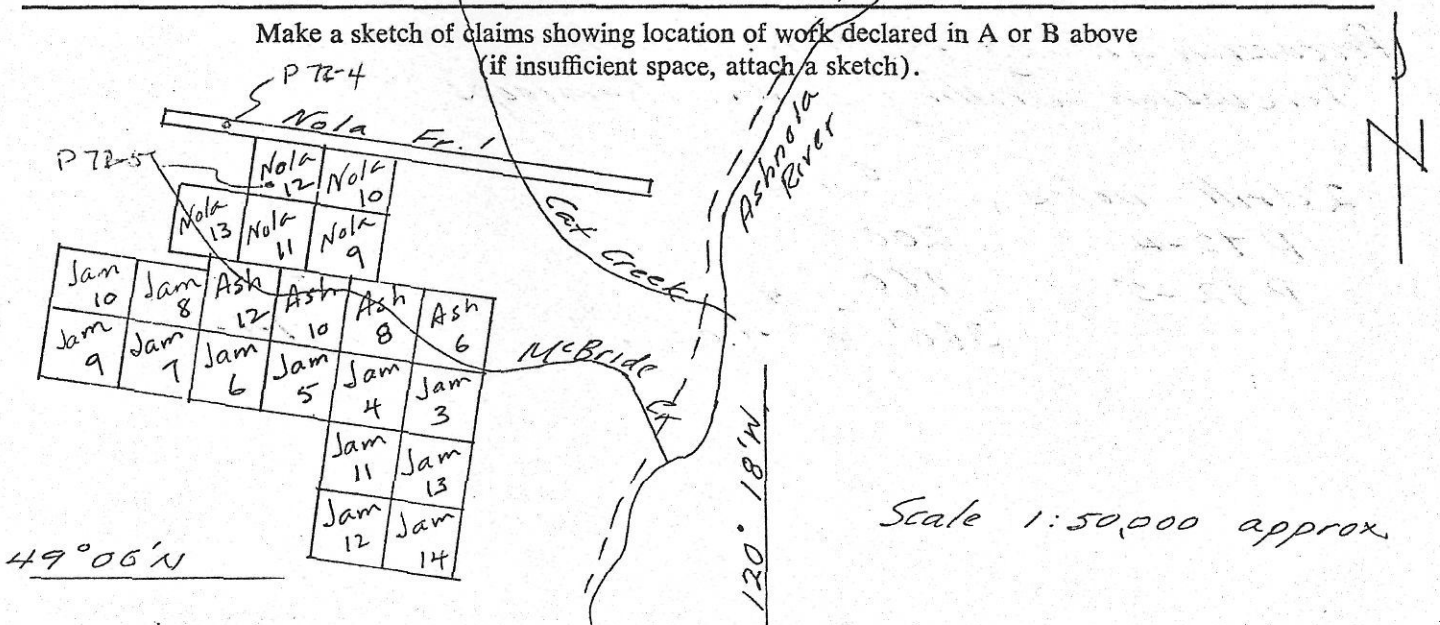 Make a sketch of claims showing location of work declared in A or B above
(if insufficient space, attach a sketch).
P 72-4
Nola Fr. 1
P 72-5
Nola 12
Nola 10
Nola 13
Nola 11
Nola 9
Jam 10
Jam 8
Ash 12
Ash 10
Ash 8
Ash 6
Jam 9
Jam 7
Jam 6
Jam 5
Jam 4
Jam 3
Jam 11
Jam 13
Jam 12
Jam 14
Cat Creek
McBride Ck
Ashnola River
N
49°06'N
120° 18'W
Scale 1:50,000 approx.